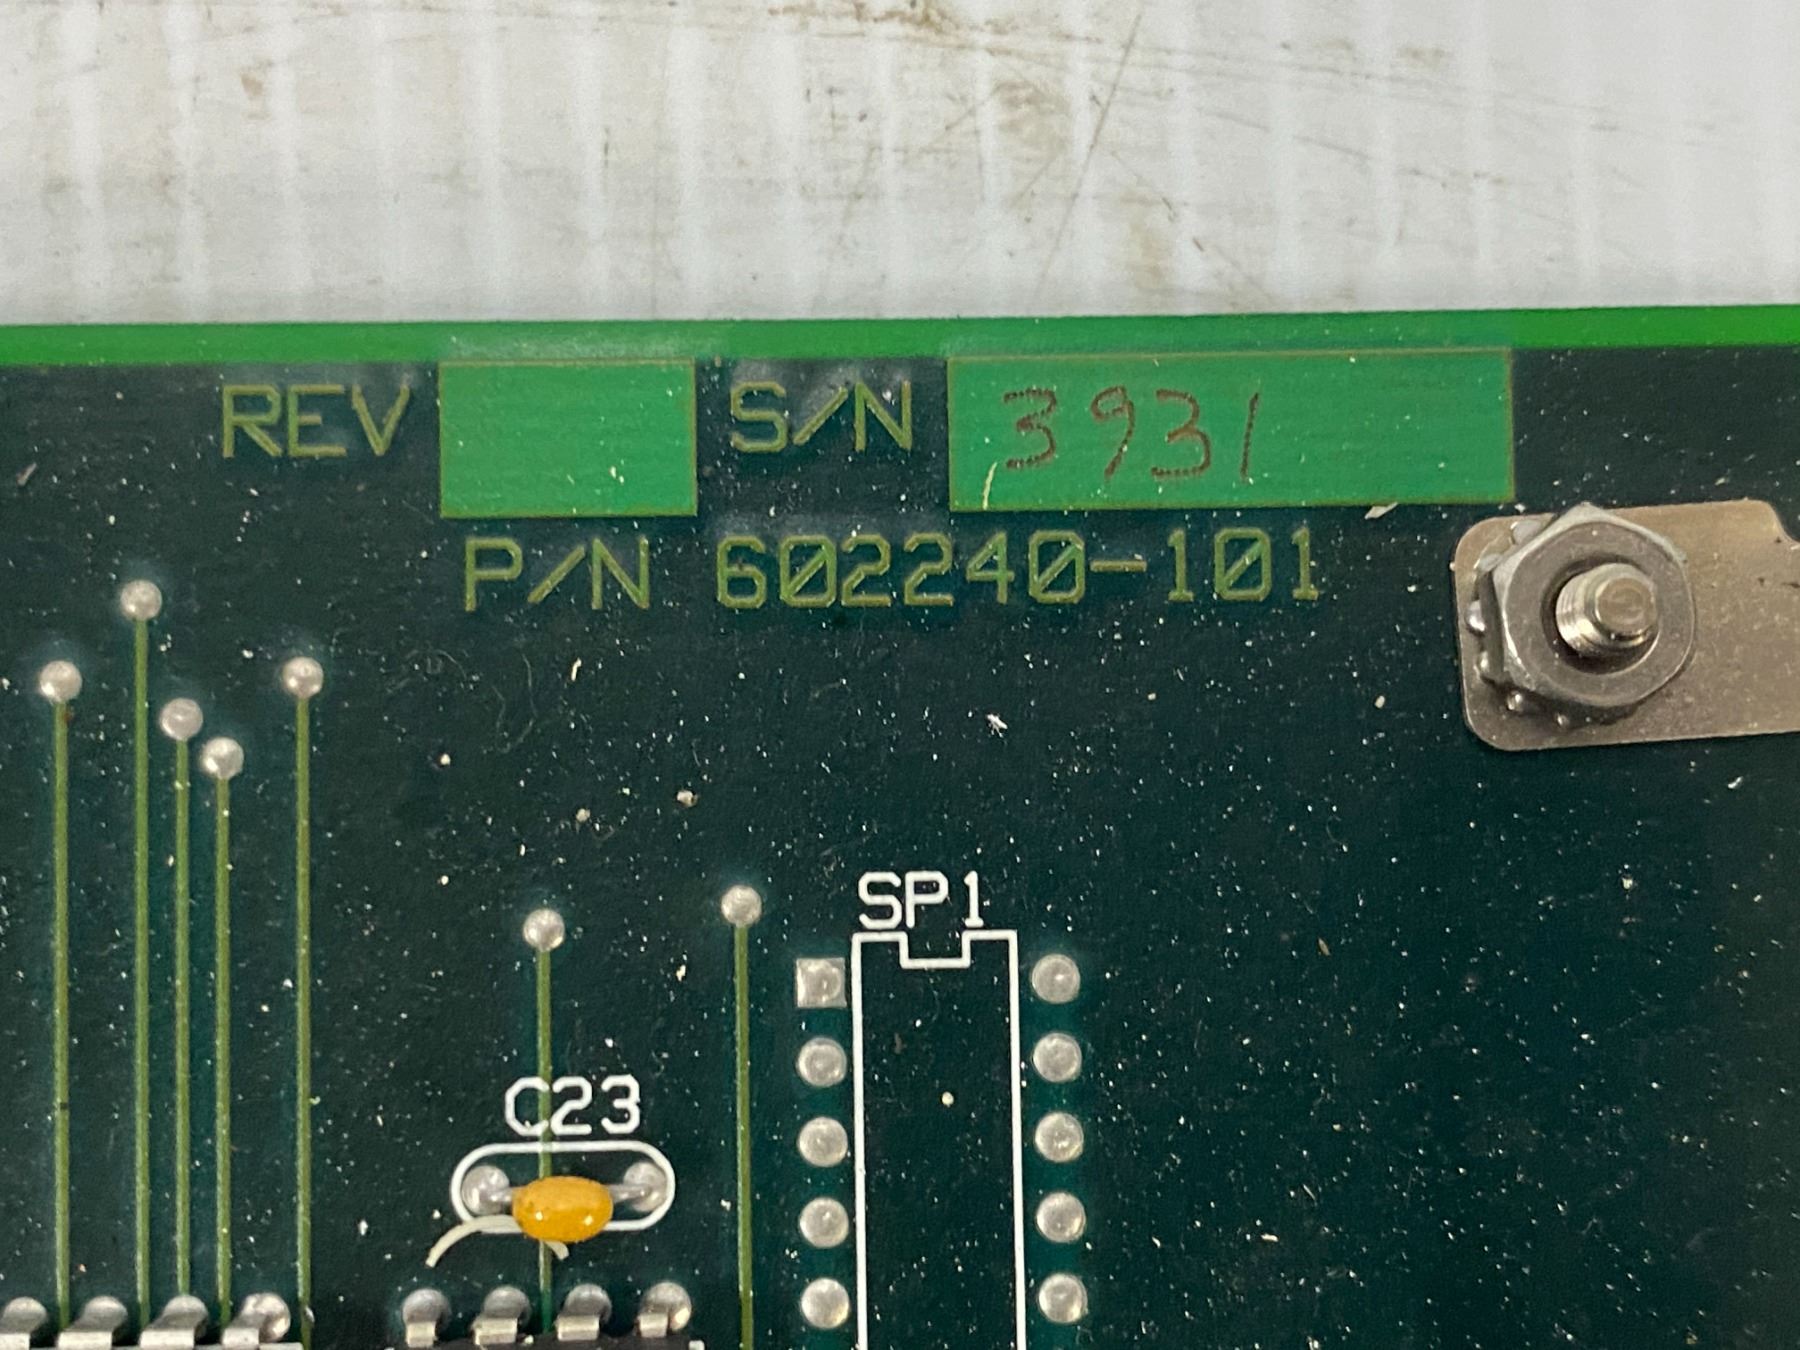 REV S/N 3931
P/N 602240-101
SP1
C23